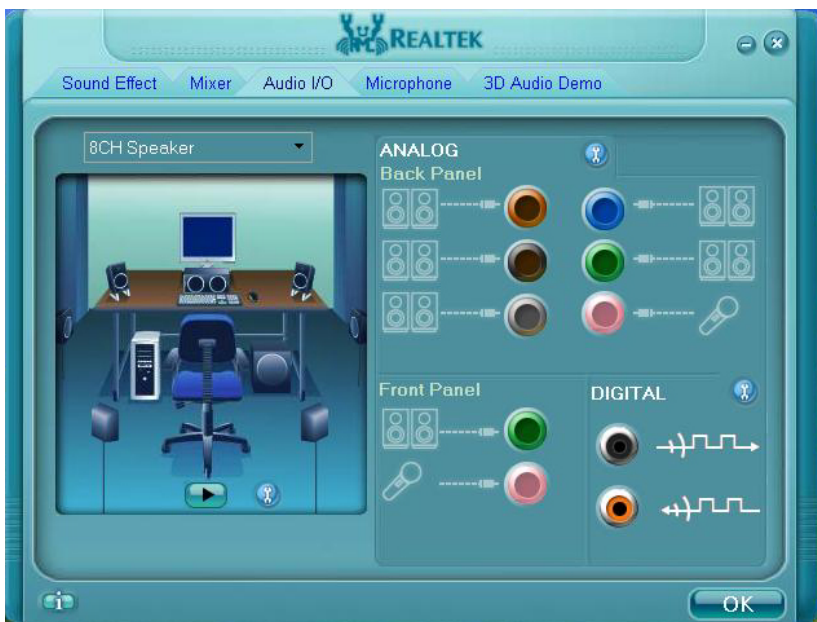 REALTEK
Sound Effect Mixer Audio I/O Microphone 3D Audio Demo
8CH Speaker
ANALOG
Back Panel
Front Panel
DIGITAL
i
OK